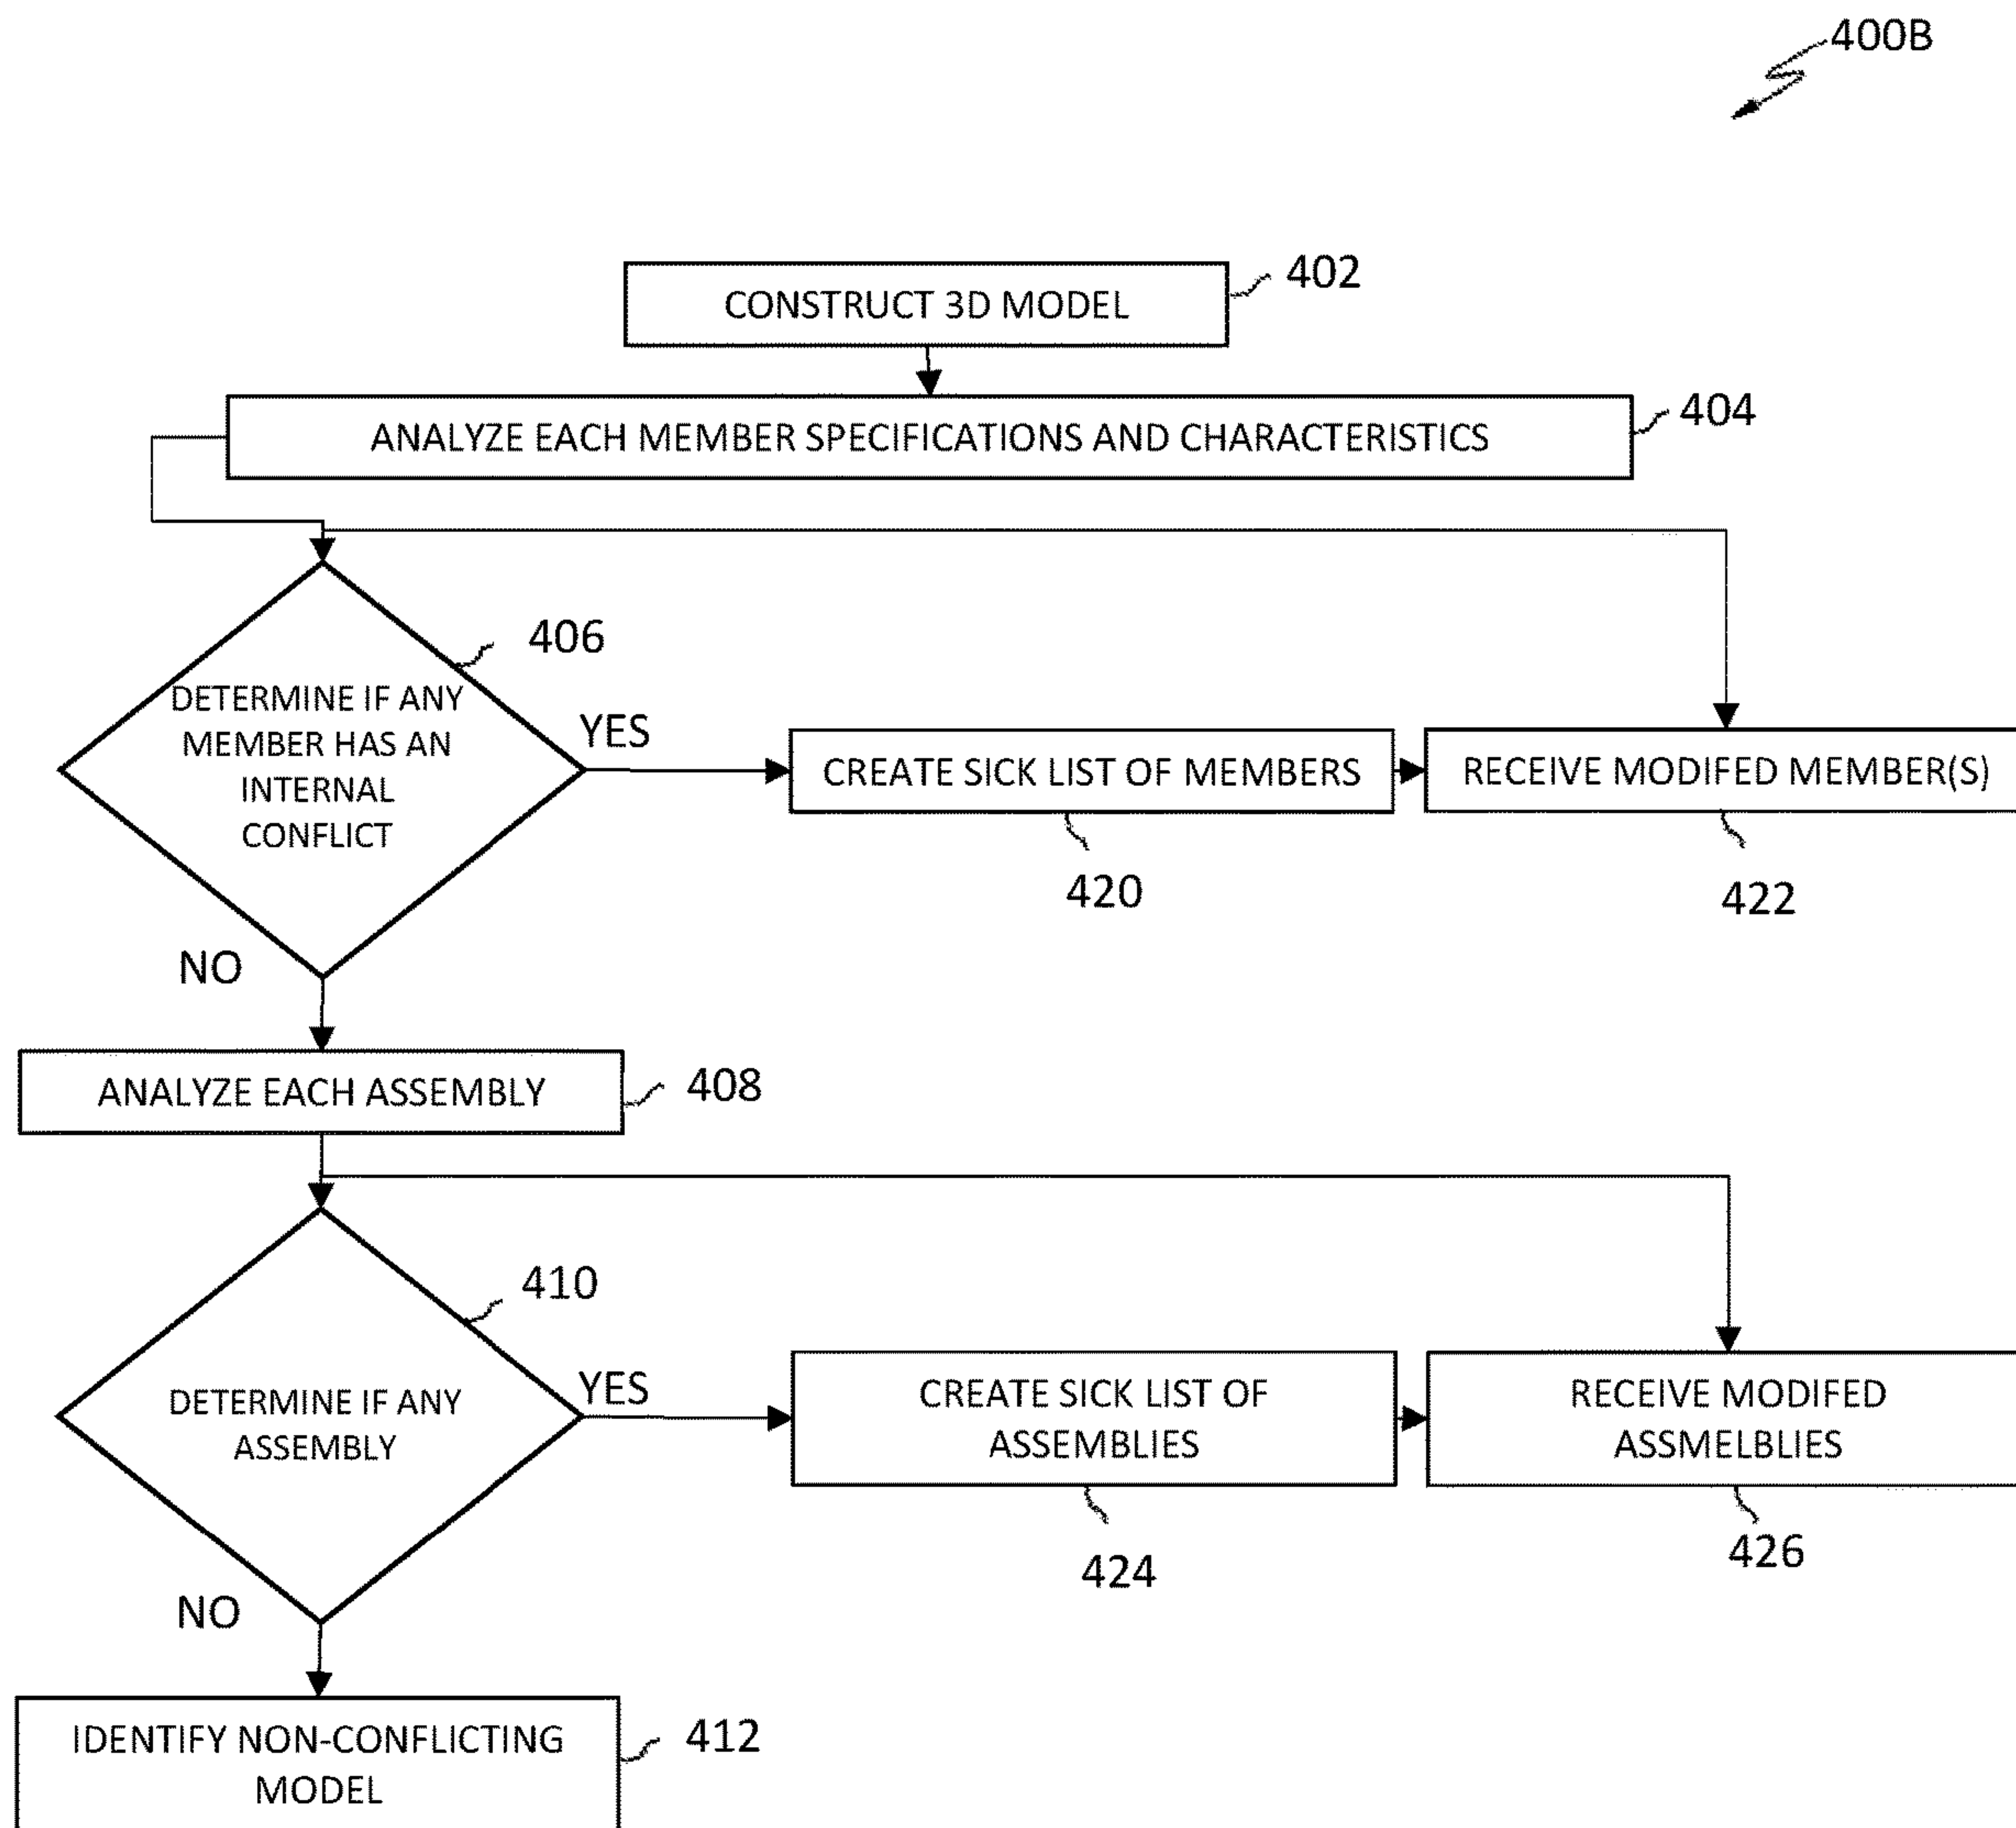 400B
CONSTRUCT 3D MODEL
402
ANALYZE EACH MEMBER SPECIFICATIONS AND CHARACTERISTICS
404
406
DETERMINE IF ANY
MEMBER HAS AN
INTERNAL
CONFLICT
YES
CREATE SICK LIST OF MEMBERS
420
RECEIVE MODIFED MEMBER(S)
422
NO
ANALYZE EACH ASSEMBLY
408
410
DETERMINE IF ANY
ASSEMBLY
YES
CREATE SICK LIST OF
ASSEMBLIES
424
RECEIVE MODIFED
ASSMELBLIES
426
NO
IDENTIFY NON-CONFLICTING
MODEL
412